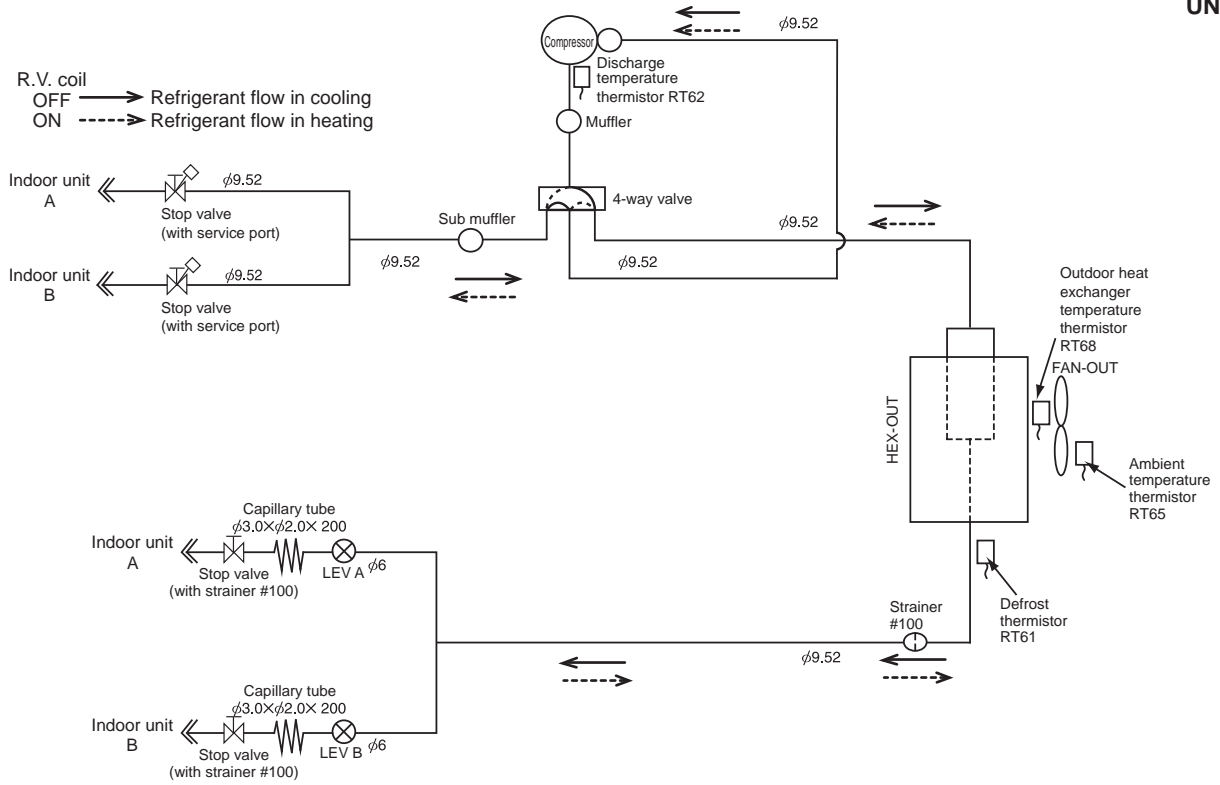 UN
Compressor
ϕ9.52
Discharge
temperature
thermistor RT62
R.V. coil
OFF Refrigerant flow in cooling
ON Refrigerant flow in heating
Muffler
Indoor unit
A
ϕ9.52
Stop valve
(with service port)
4-way valve
Sub muffler
ϕ9.52
ϕ9.52
ϕ9.52
Indoor unit
B
ϕ9.52
Stop valve
(with service port)
Outdoor heat
exchanger
temperature
thermistor
RT68
FAN-OUT
HEX-OUT
Ambient
temperature
thermistor
RT65
Capillary tube
ϕ3.0×ϕ2.0× 200
Indoor unit
A
LEV A
ϕ6
Stop valve
(with strainer #100)
Defrost
thermistor
RT61
Strainer
#100
ϕ9.52
Capillary tube
ϕ3.0×ϕ2.0× 200
Indoor unit
B
LEV B
ϕ6
Stop valve
(with strainer #100)